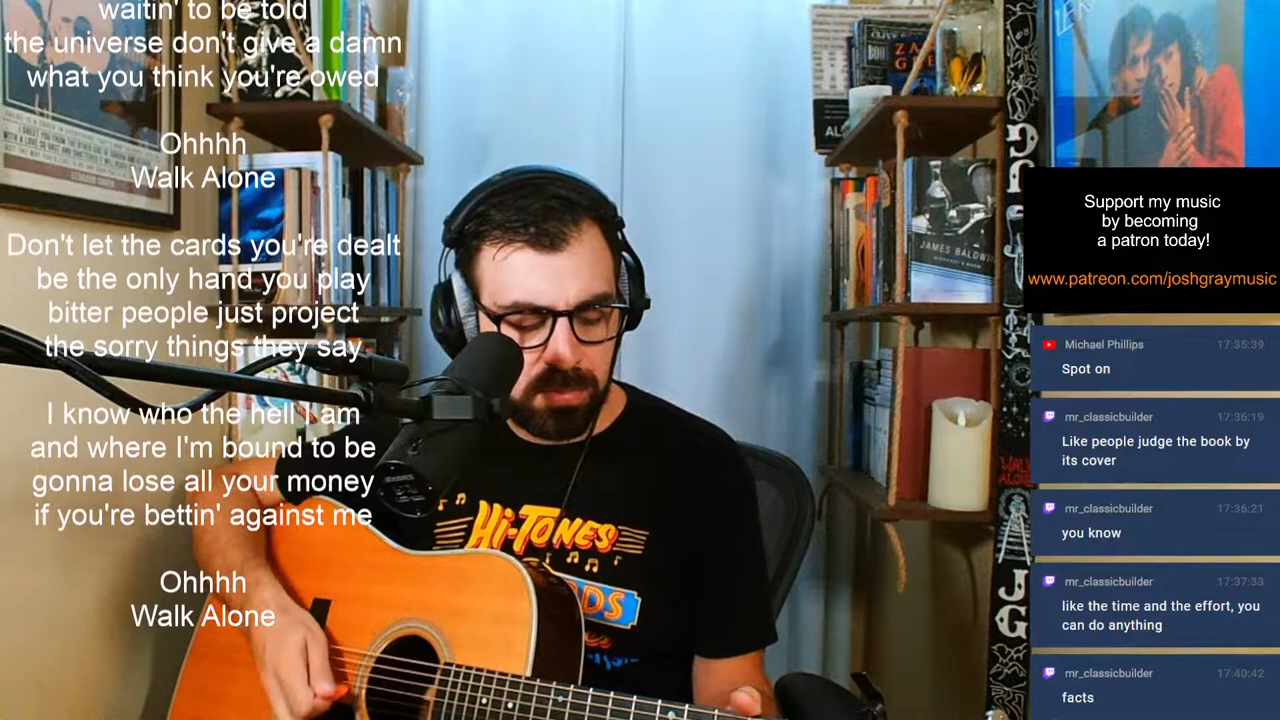 waitin' to be told
the universe don't give a damn
what you think you're owed
Ohhhh
Walk Alone
Don't let the cards you're dealt
be the only hand you play
bitter people just project
the sorry things they say
I know who the hell I am
and where I'm bound to be
gonna lose all your money
if you're bettin' against me
Ohhhh
Walk Alone
JAMES BALDWIN
Hi-TONES
Support my music
by becoming
a patron today!
www.patreon.com/joshgraymusic
Michael Phillips 17:35:39
Spot on
mr_classicbuilder 17:36:19
Like people judge the book by
its cover
mr_classicbuilder 17:36:21
you know
mr_classicbuilder 17:37:33
like the time and the effort, you
can do anything
mr_classicbuilder 17:40:42
facts